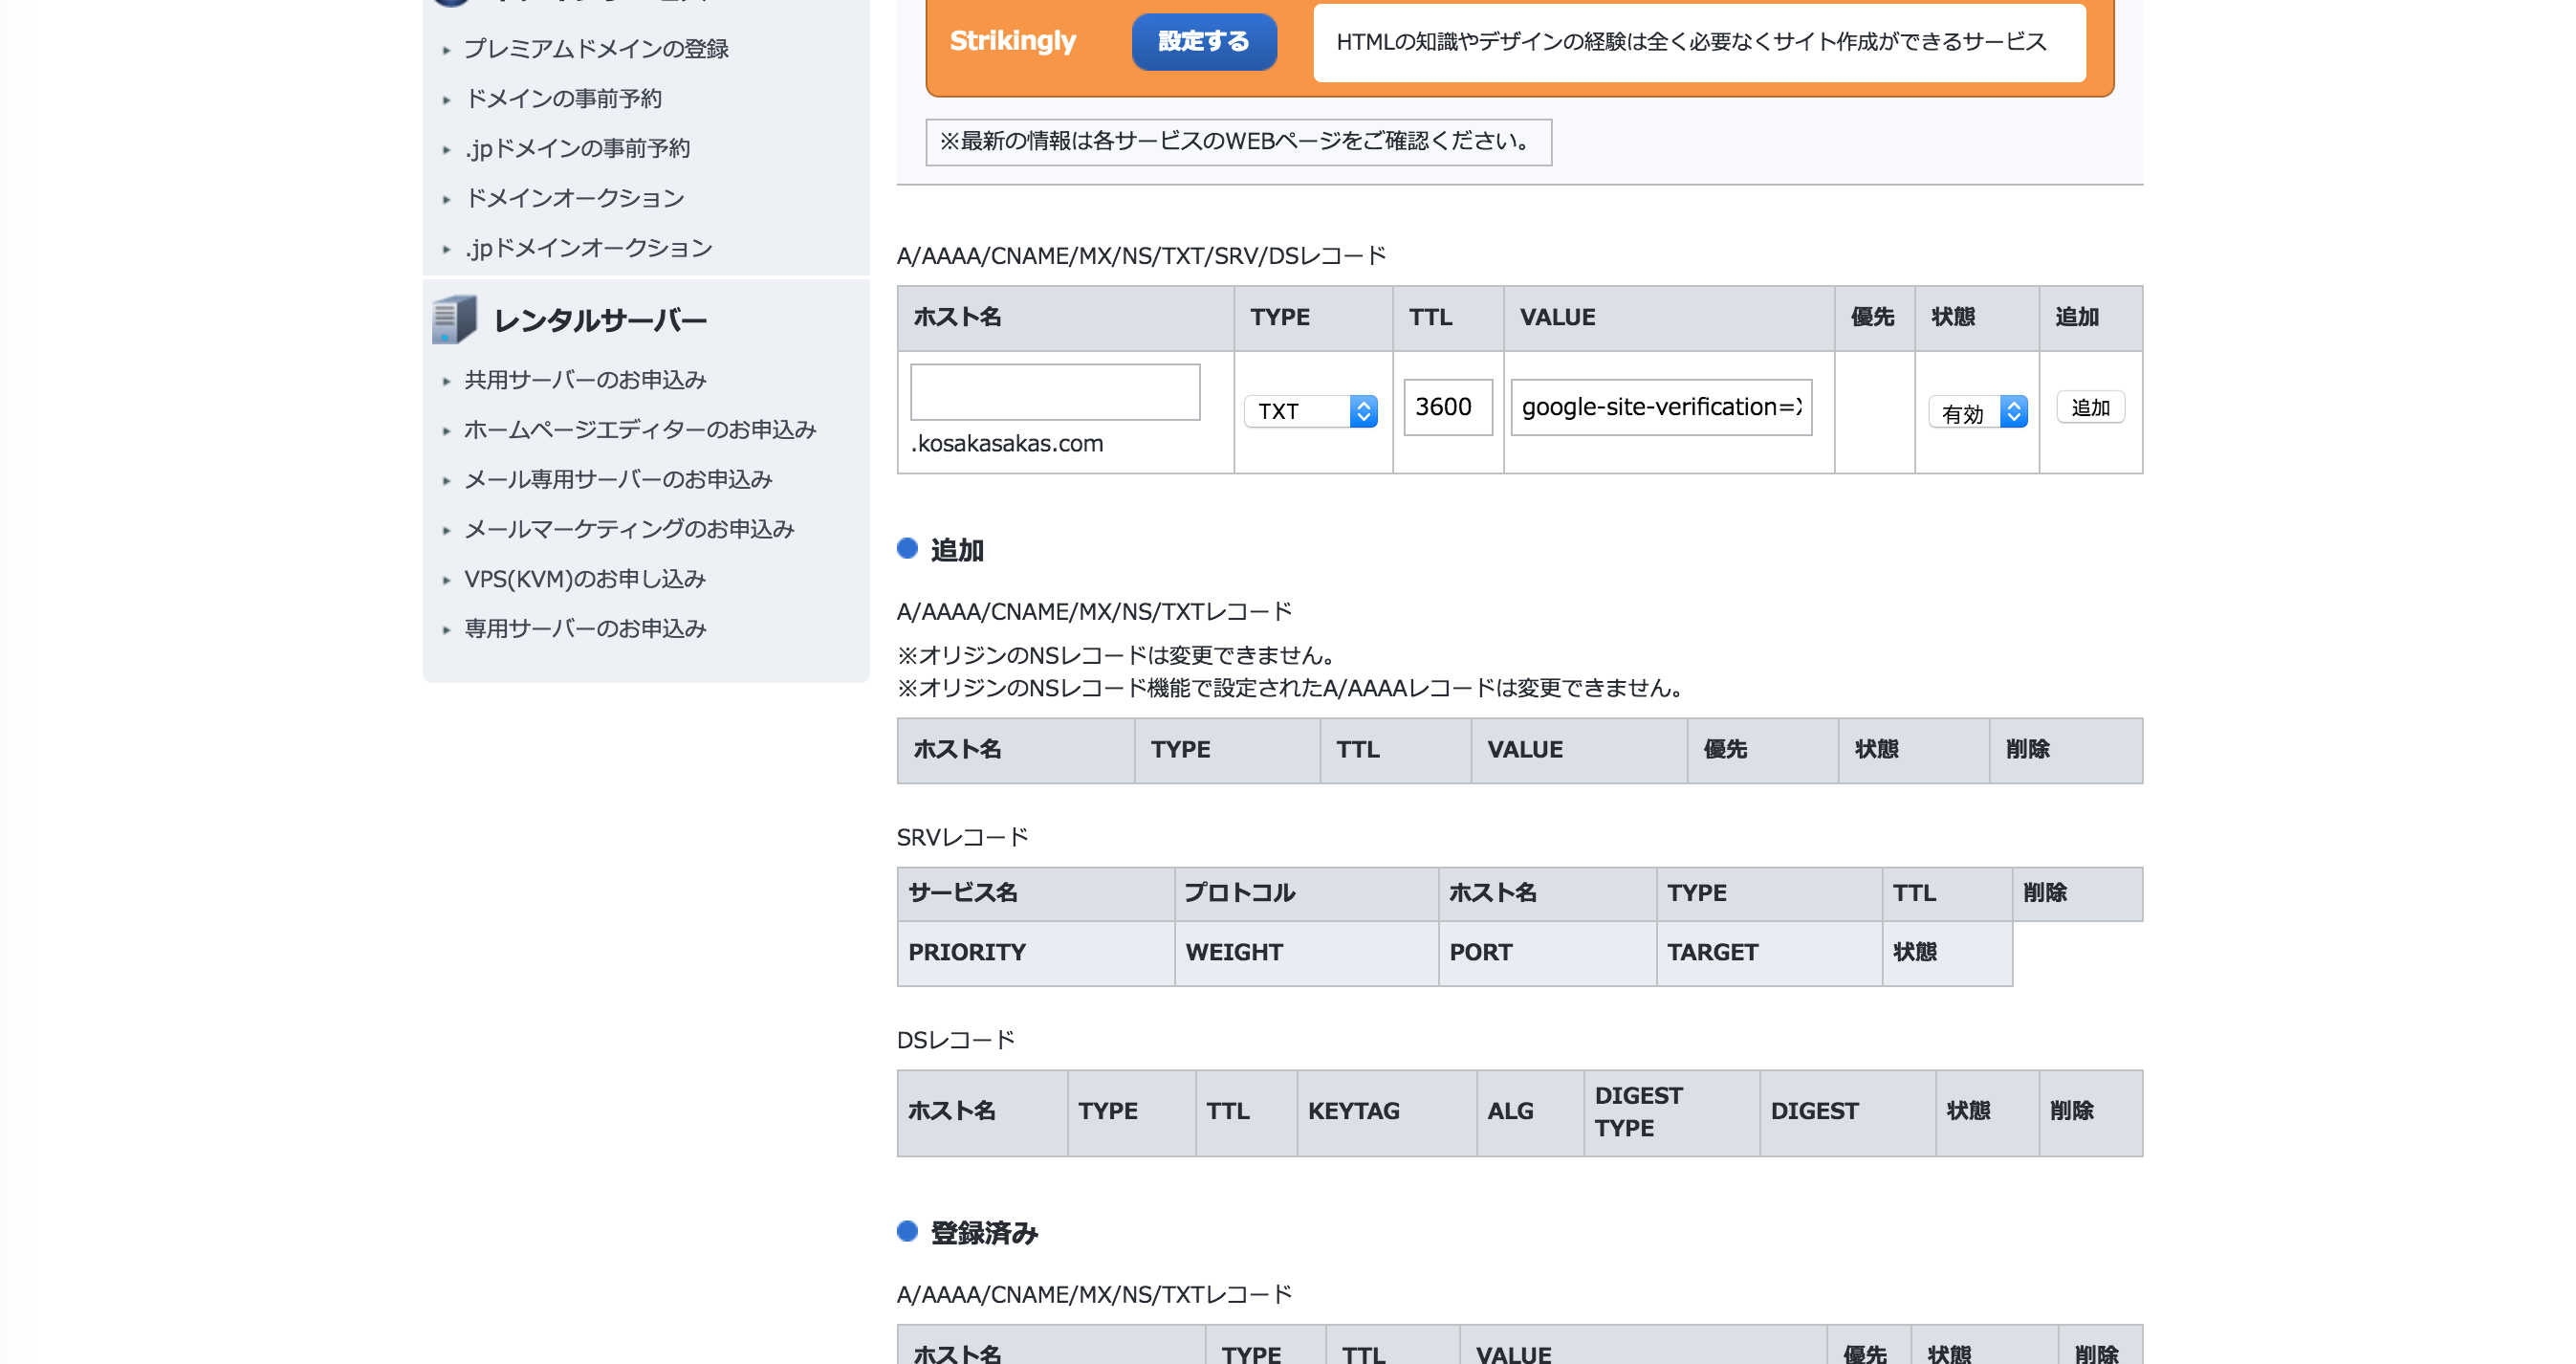 プレミアムドメインの登録
ドメインの事前予約
.jpドメインの事前予約
ドメインオークション
.jpドメインオークション
レンタルサーバー
共用サーバーのお申込み
ホームページエディターのお申込み
メール専用サーバーのお申込み
メールマーケティングのお申込み
VPS(KVM)のお申し込み
専用サーバーのお申込み
Strikingly 設定する HTMLの知識やデザインの経験は全く必要なくサイト作成ができるサービス
※最新の情報は各サービスのWEBページをご確認ください。
A/AAAA/CNAME/MX/NS/TXT/SRV/DSレコード
ホスト名 TYPE TTL VALUE 優先 状態 追加
TXT 3600 google-site-verification= 有効 追加
.kosakasakas.com
追加
A/AAAA/CNAME/MX/NS/TXTレコード
※オリジンのNSレコードは変更できません。
※オリジンのNSレコード機能で設定されたA/AAAAレコードは変更できません。
ホスト名 TYPE TTL VALUE 優先 状態 削除
SRVレコード
サービス名 プロトコル ホスト名 TYPE TTL 削除
PRIORITY WEIGHT PORT TARGET 状態
DSレコード
ホスト名 TYPE TTL KEYTAG ALG DIGEST TYPE DIGEST 状態 削除
登録済み
A/AAAA/CNAME/MX/NS/TXTレコード
ホスト名 TYPE TTL VALUE 優先 状態 削除